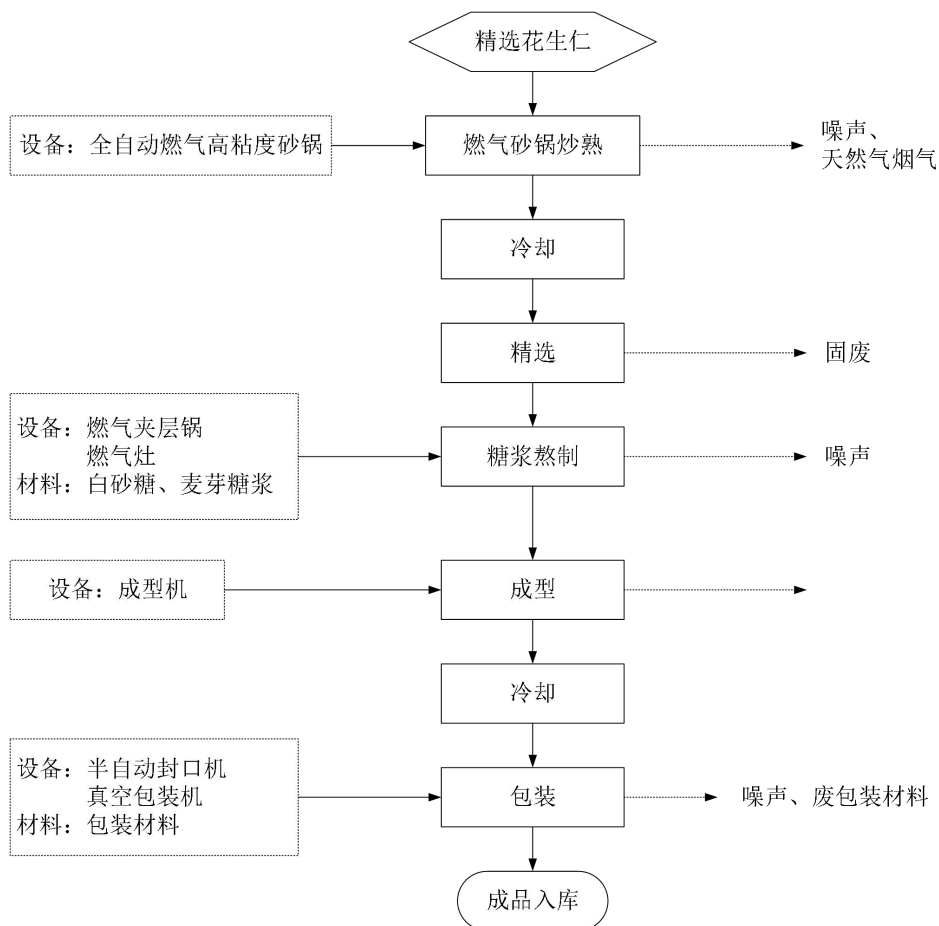 精选花生仁
设备：全自动燃气高粘度砂锅
燃气砂锅炒熟
噪声、
天然气烟气
冷却
精选
固废
设备：燃气夹层锅
燃气灶
材料：白砂糖、麦芽糖浆
糖浆熬制
噪声
设备：成型机
成型
冷却
设备：半自动封口机
真空包装机
材料：包装材料
包装
噪声、废包装材料
成品入库